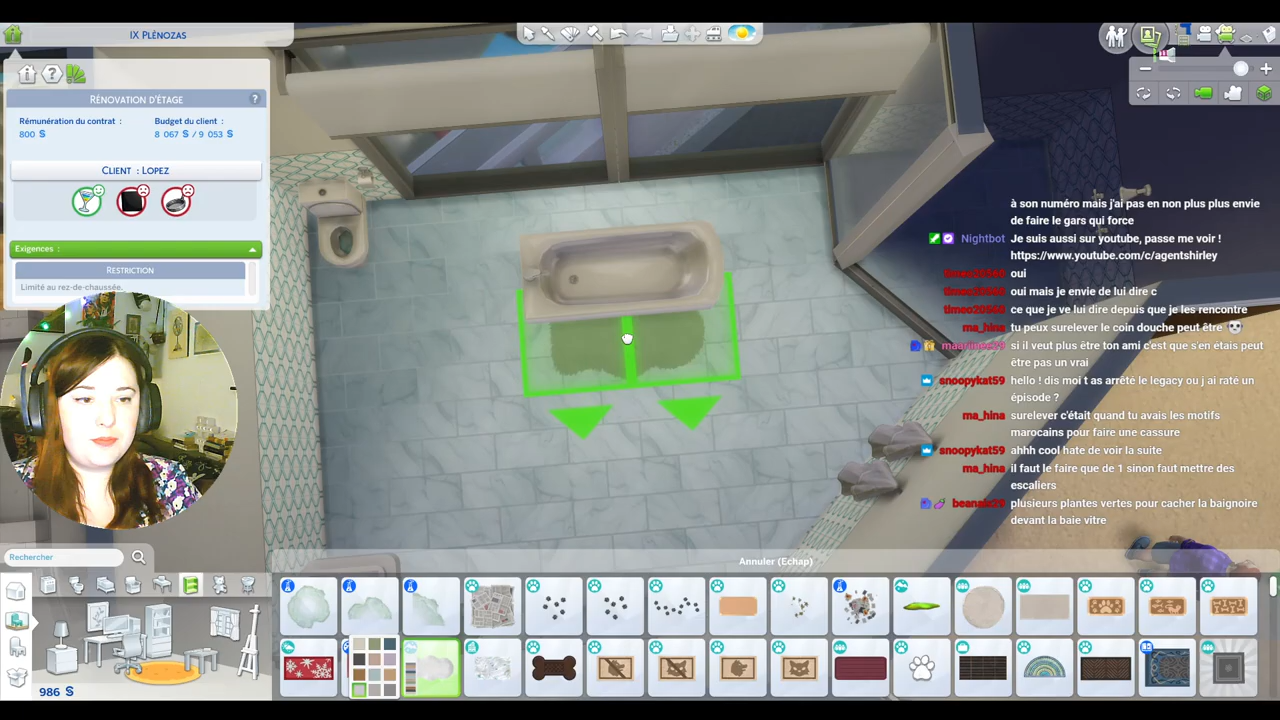 IX PLÉNOZAS
RÉNOVATION D'ÉTAGE
?
?
Rémunération du contrat :
Budget du client :
800 $
8 067 $ / 9 053 $
CLIENT : LOPEZ
Exigences :
RESTRICTION
Limité au rez-de-chaussée.
à son numéro mais j'ai pas en non plus plus envie
de faire le gars qui force
Nightbot Je suis aussi sur youtube, passe me voir !
https://www.youtube.com/c/agentshirley
oui
oui mais je envie de lui dire c
ce que je ve lui dire depuis que je les rencontre
ma_hina tu peux surelever le coin douche peut être
si il veut plus être ton ami c'est que s'en étais peut
être pas un vrai
snoopykat59 hello ! dis moi t as arrêté le legacy ou j ai raté un
épisode ?
ma_hina surelever c'était quand tu avais les motifs
marocains pour faire une cassure
snoopykat59 ahhh cool hate de voir la suite
ma_hina il faut le faire que de 1 sinon faut mettre des
escaliers
beanais29 plusieurs plantes vertes pour cacher la baignoire
devant la baie vitre
Annuler (Echap)
Rechercher
986 $